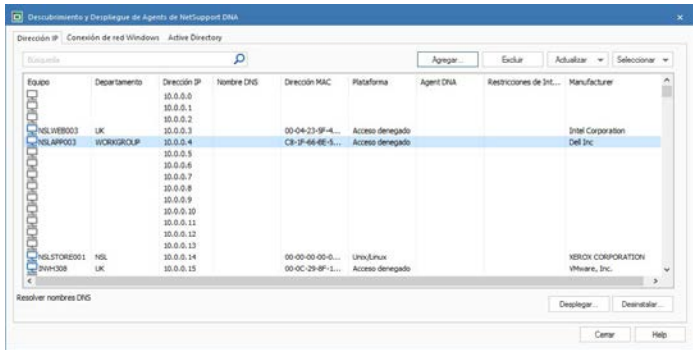 Descubrimiento y Despliegue de Agents de NetSupport DNA
Dirección IP Conexión de red Windows Active Directory
Búsqueda Agregar... Excluir Actualizar Seleccionar
Equipo Departamento Dirección IP Nombre DNS Dirección MAC Plataforma Agent DNA Restricciones de Int... Manufacturer
10.0.0.0
10.0.0.1
10.0.0.2
NSLWEB003 UK 10.0.0.3 00-04-23-5F-4... Acceso denegado Intel Corporation
NSLAPP003 WORKGROUP 10.0.0.4 C8-1F-66-BE-5... Acceso denegado Dell Inc
10.0.0.5
10.0.0.6
10.0.0.7
10.0.0.8
10.0.0.9
10.0.0.10
10.0.0.11
10.0.0.12
10.0.0.13
NSLSTORE001 NSL 10.0.0.14 00-00-00-00-0... Unix/Linux XEROX CORPORATION
INVH308 UK 10.0.0.15 00-0C-29-8F-1... Acceso denegado VMware, Inc.
Resolver nombres DNS
Desplegar... Desinstalar...
Cerrar Help